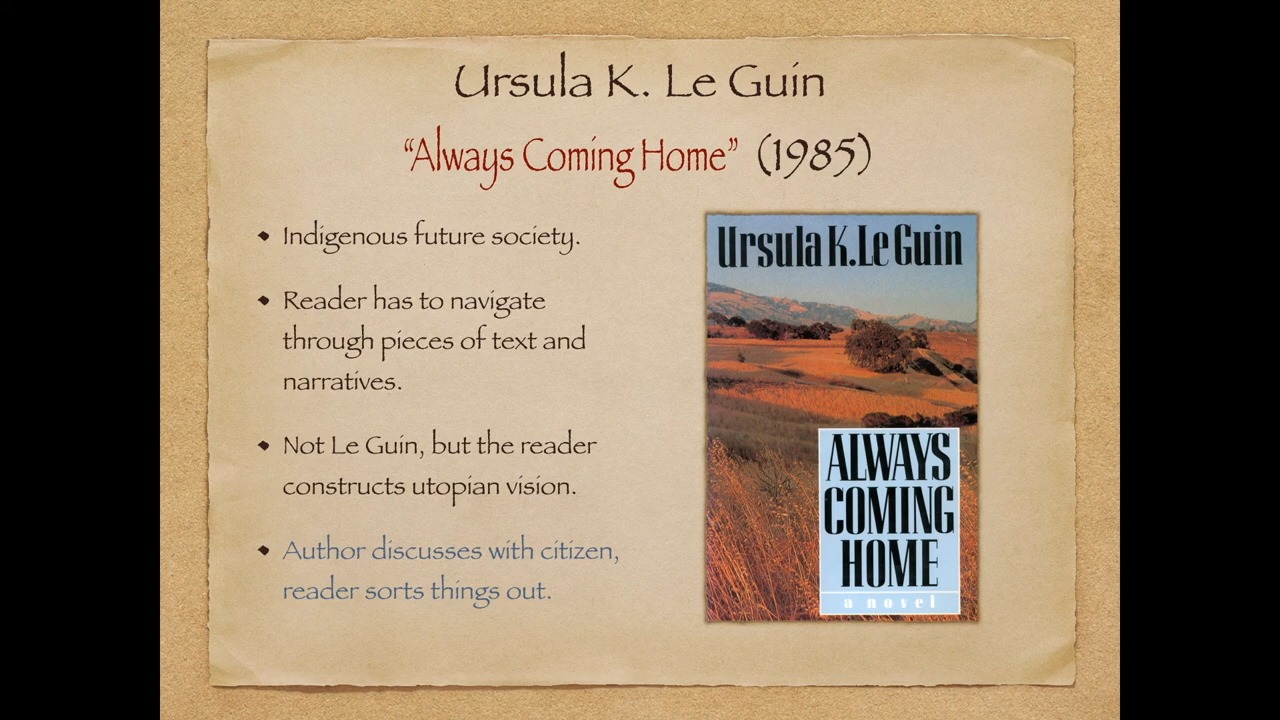 Ursula K. Le Guin
“Always Coming Home” (1985)
• Indigenous future society.
• Reader has to navigate
through pieces of text and
narratives.
• Not Le Guin, but the reader
constructs utopian vision.
• Author discusses with citizen,
reader sorts things out.
Ursula K. Le Guin
ALWAYS
COMING
HOME
a novel